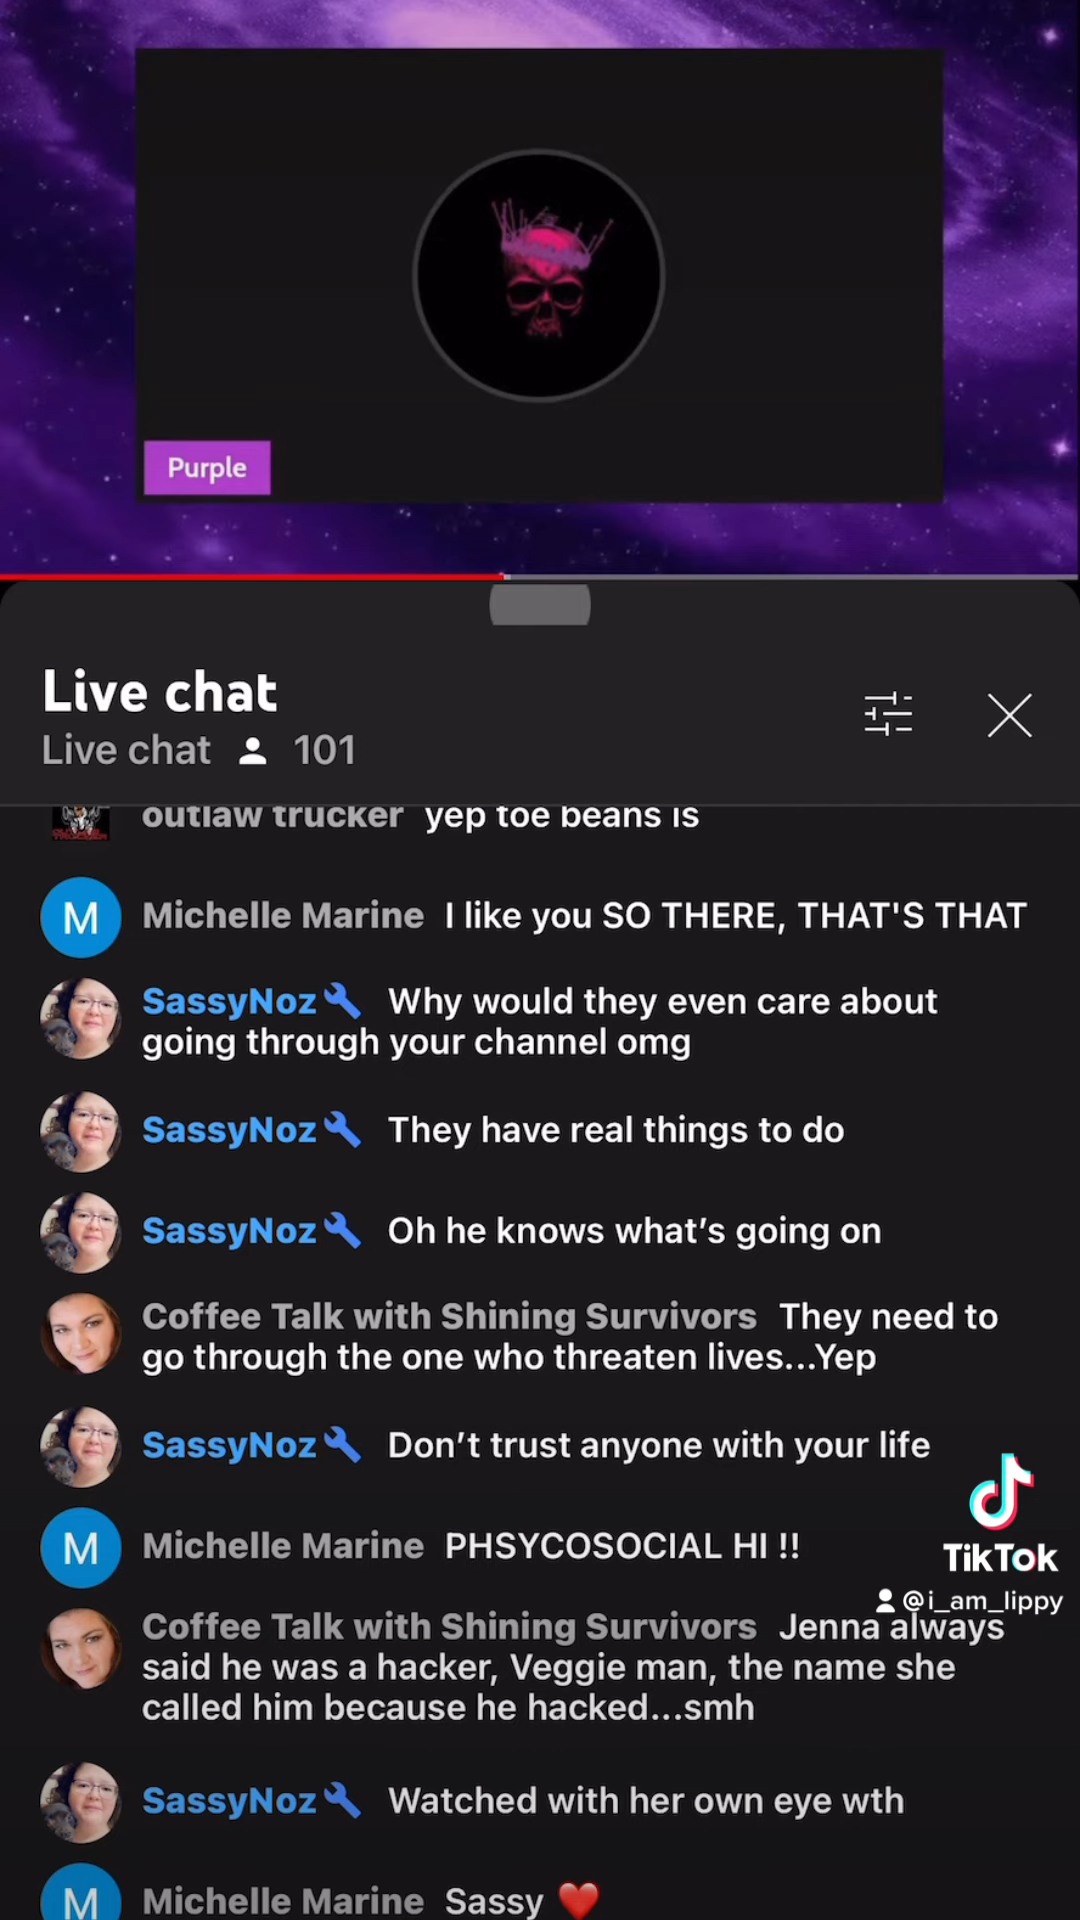 Purple
Live chat
Live chat 101
outlaw trucker yep toe beans is
M Michelle Marine I like you SO THERE, THAT'S THAT
SassyNoz Why would they even care about
going through your channel omg
SassyNoz They have real things to do
SassyNoz Oh he knows what’s going on
Coffee Talk with Shining Survivors They need to
go through the one who threaten lives...Yep
SassyNoz Don’t trust anyone with your life
M Michelle Marine PHSYCOSOCIAL HI !!
TikTok
@i_am_lippy
Coffee Talk with Shining Survivors Jenna always
said he was a hacker, Veggie man, the name she
called him because he hacked...smh
SassyNoz Watched with her own eye wth
M Michelle Marine Sassy ❤️